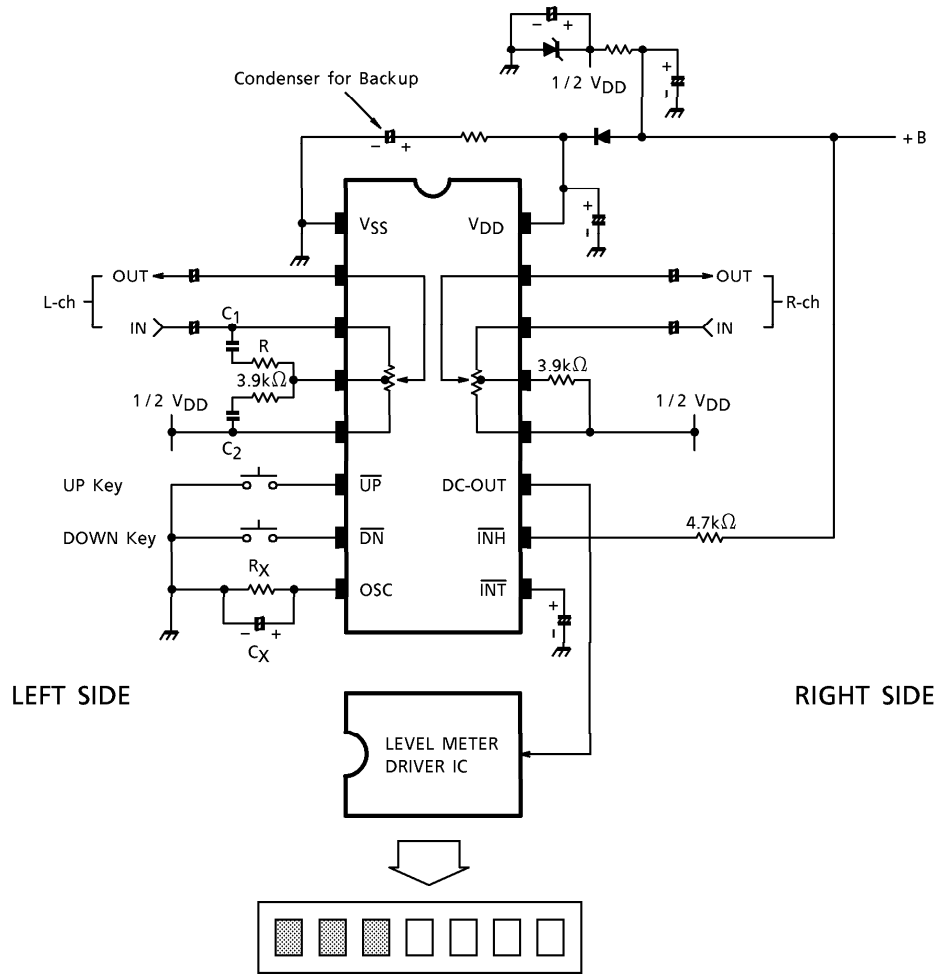 1/2 VDD
Condenser for Backup
- +
+
-
- +
+B
VSS
VDD
+
-
OUT
OUT
L-ch
R-ch
IN
C1
IN
R
3.9kΩ
3.9kΩ
1/2 VDD
1/2 VDD
C2
UP Key
UP
DC-OUT
4.7kΩ
DOWN Key
DN
INH
RX
OSC
INT
- +
CX
+
-
LEFT SIDE
RIGHT SIDE
LEVEL METER
DRIVER IC